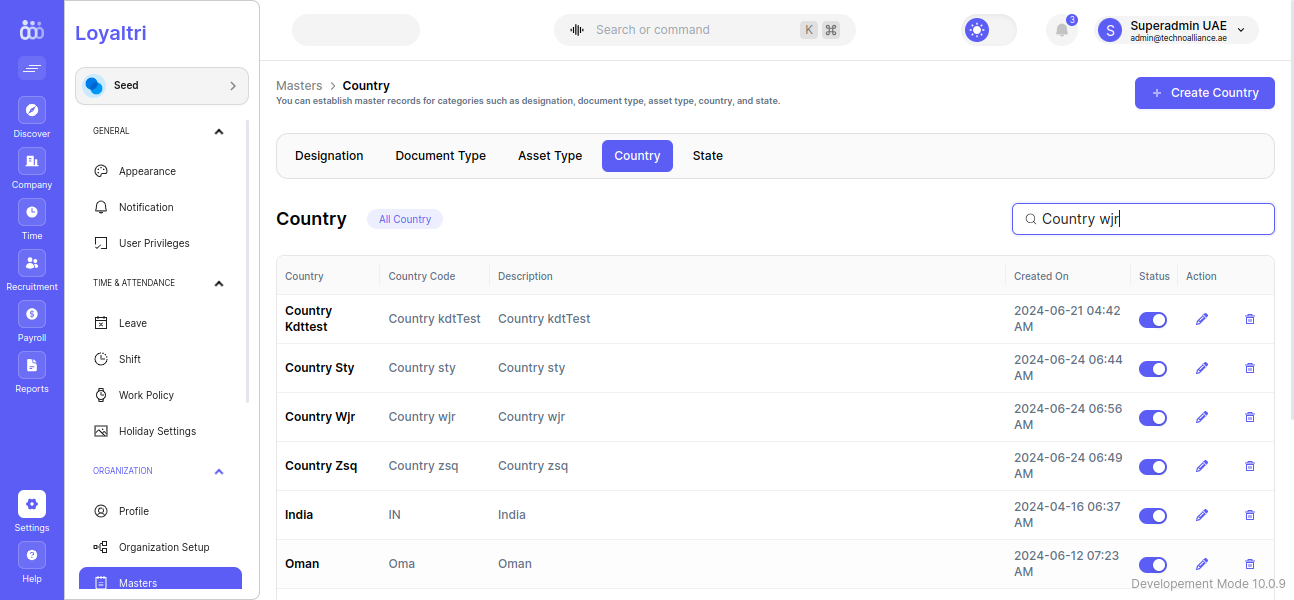 Loyaltri
Search or command
K
⌘
3
S
Superadmin UAE
admin@technoalliance.ae
Discover
Company
Time
Recruitment
Payroll
Reports
Settings
Help
Seed
GENERAL
Appearance
Notification
User Privileges
TIME & ATTENDANCE
Leave
Shift
Work Policy
Holiday Settings
ORGANIZATION
Profile
Organization Setup
Masters
Masters > Country
You can establish master records for categories such as designation, document type, asset type, country, and state.
+ Create Country
Designation Document Type Asset Type Country State
Country All Country
Country wjr
Country Country Code Description Created On Status Action
Country Kdttest Country kdtTest Country kdtTest 2024-06-21 04:42 AM
Country Sty Country sty Country sty 2024-06-24 06:44 AM
Country Wjr Country wjr Country wjr 2024-06-24 06:56 AM
Country Zsq Country zsq Country zsq 2024-06-24 06:49 AM
India IN India 2024-04-16 06:37 AM
Oman Oma Oman 2024-06-12 07:23 AM
Developement Mode 10.0.9